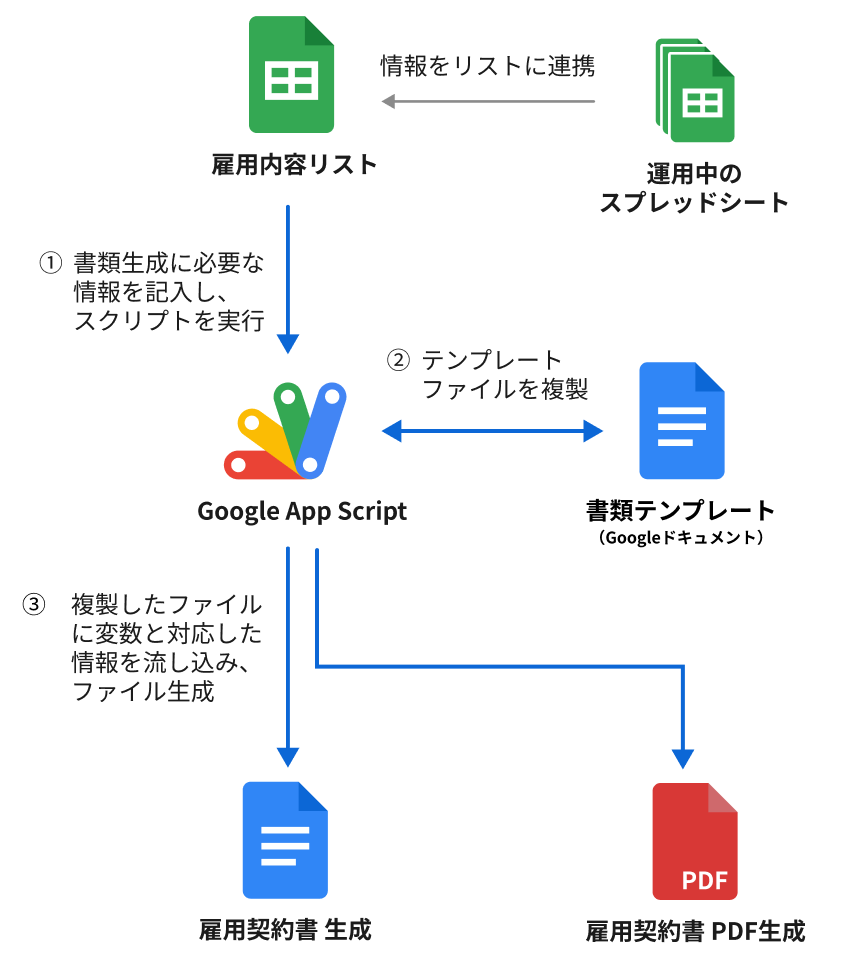 情報をリストに連携
雇用内容リスト
運用中の
スプレッドシート
① 書類生成に必要な
情報を記入し、
スクリプトを実行
② テンプレート
ファイルを複製
Google App Script
書類テンプレート
（Googleドキュメント）
③ 複製したファイル
に変数と対応した
情報を流し込み、
ファイル生成
PDF
雇用契約書 生成
雇用契約書 PDF生成